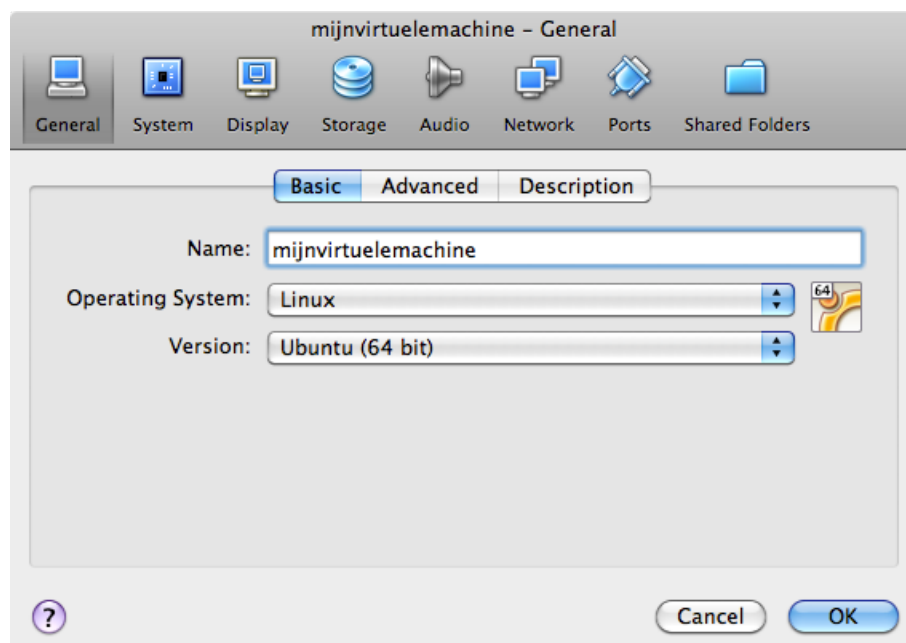 mijnvirtuelemachine – General
General System Display Storage Audio Network Ports Shared Folders
Basic Advanced Description
Name: mijnvirtuelemachine
Operating System: Linux
64
Version: Ubuntu (64 bit)
? Cancel OK